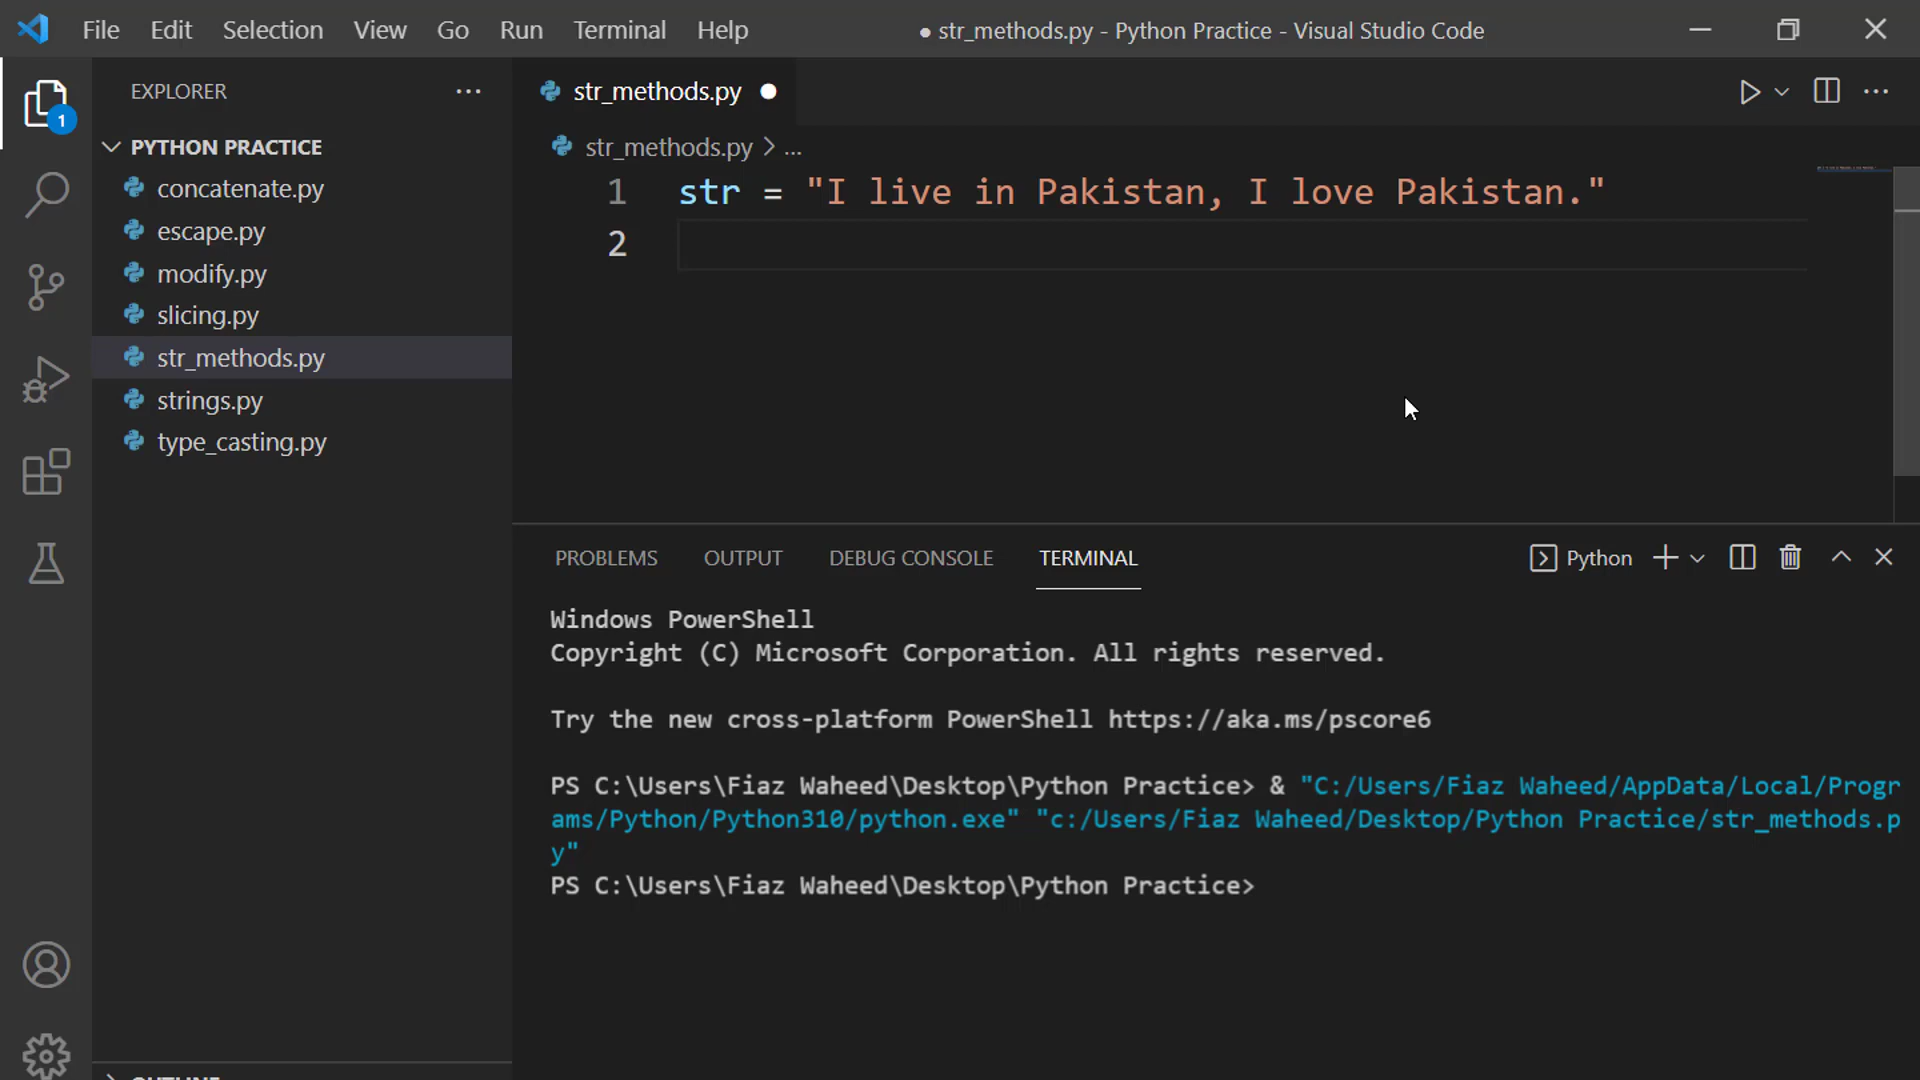 File Edit Selection View Go Run Terminal Help ● str_methods.py - Python Practice - Visual Studio Code
EXPLORER
PYTHON PRACTICE
concatenate.py
escape.py
modify.py
slicing.py
str_methods.py
strings.py
type_casting.py
OUTLINE
1
str_methods.py
str_methods.py > ...
1 str = "I live in Pakistan, I love Pakistan."
2
PROBLEMS OUTPUT DEBUG CONSOLE TERMINAL Python
Windows PowerShell
Copyright (C) Microsoft Corporation. All rights reserved.
Try the new cross-platform PowerShell https://aka.ms/pscore6
PS C:\Users\Fiaz Waheed\Desktop\Python Practice> & "C:/Users/Fiaz Waheed/AppData/Local/Progr
ams/Python/Python310/python.exe" "c:/Users/Fiaz Waheed/Desktop/Python Practice/str_methods.p
y"
PS C:\Users\Fiaz Waheed\Desktop\Python Practice>